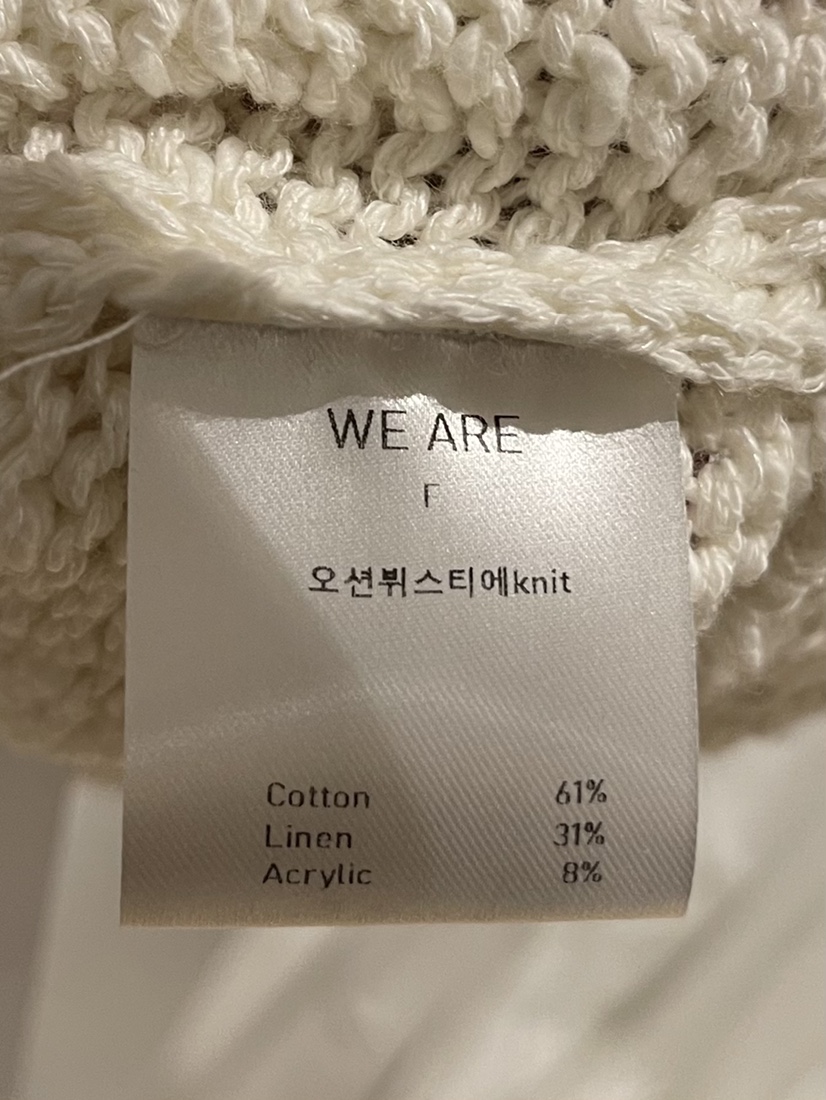 WE ARE
F
오션뷔스티에knit
Cotton 61%
Linen 31%
Acrylic 8%